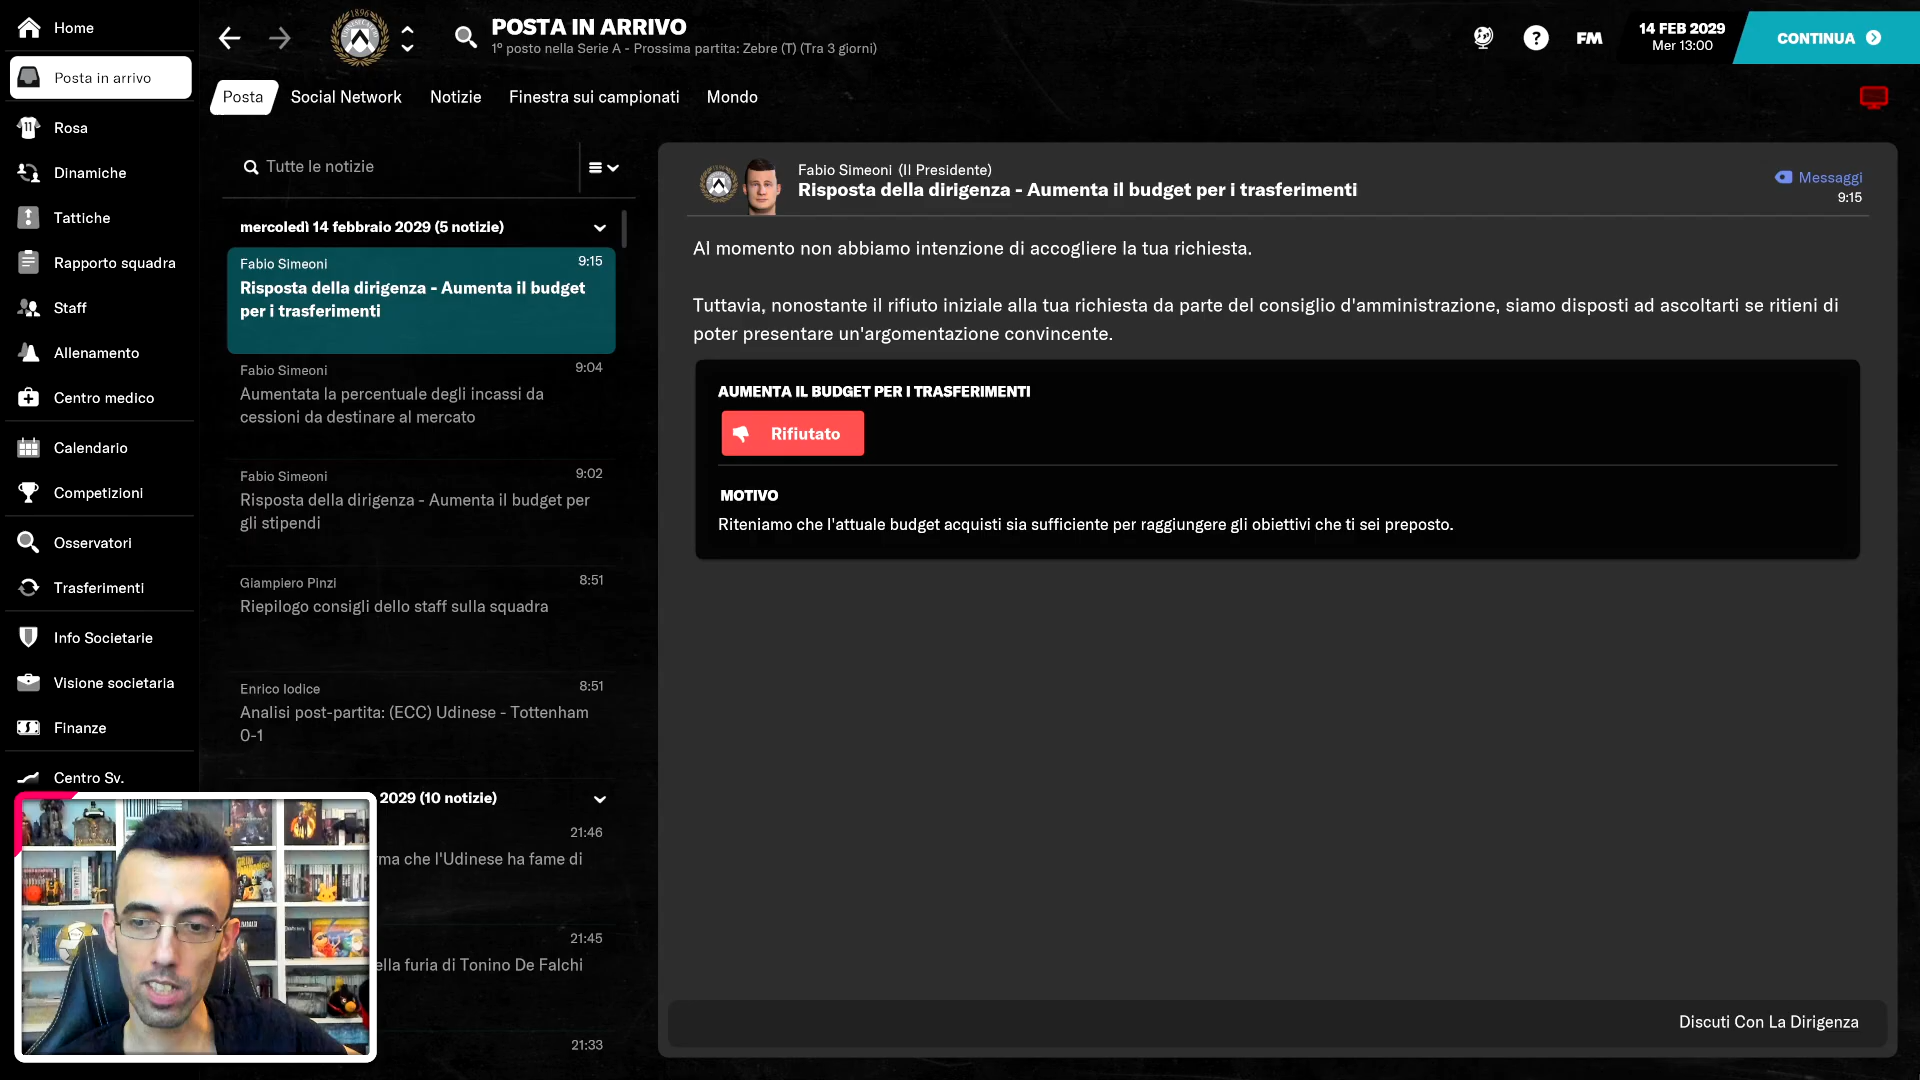 Home
Posta in arrivo
Rosa
Dinamiche
Tattiche
Rapporto squadra
Staff
Allenamento
Centro medico
Calendario
Competizioni
Osservatori
Trasferimenti
Info Societarie
Visione societaria
Finanze
Centro Sv.
POSTA IN ARRIVO
1° posto nella Serie A - Prossima partita: Zebre (T) (Tra 3 giorni)
FM
14 FEB 2029
Mer 13:00
CONTINUA
Posta
Social Network
Notizie
Finestra sui campionati
Mondo
Tutte le notizie
mercoledì 14 febbraio 2029 (5 notizie)
Fabio Simeoni 9:15
Risposta della dirigenza - Aumenta il budget
per i trasferimenti
Fabio Simeoni 9:04
Aumentata la percentuale degli incassi da
cessioni da destinare al mercato
Fabio Simeoni 9:02
Risposta della dirigenza - Aumenta il budget per
gli stipendi
Giampiero Pinzi 8:51
Riepilogo consigli dello staff sulla squadra
Enrico Iodice 8:51
Analisi post-partita: (ECC) Udinese - Tottenham
0-1
2029 (10 notizie)
21:46
che l'Udinese ha fame di
21:45
furia di Tonino De Falchi
21:33
Fabio Simeoni (Il Presidente)
Risposta della dirigenza - Aumenta il budget per i trasferimenti
Messaggi
9:15
Al momento non abbiamo intenzione di accogliere la tua richiesta.
Tuttavia, nonostante il rifiuto iniziale alla tua richiesta da parte del consiglio d'amministrazione, siamo disposti ad ascoltarti se ritieni di
poter presentare un'argomentazione convincente.
AUMENTA IL BUDGET PER I TRASFERIMENTI
Rifiutato
MOTIVO
Riteniamo che l'attuale budget acquisti sia sufficiente per raggiungere gli obiettivi che ti sei preposto.
Discuti Con La Dirigenza